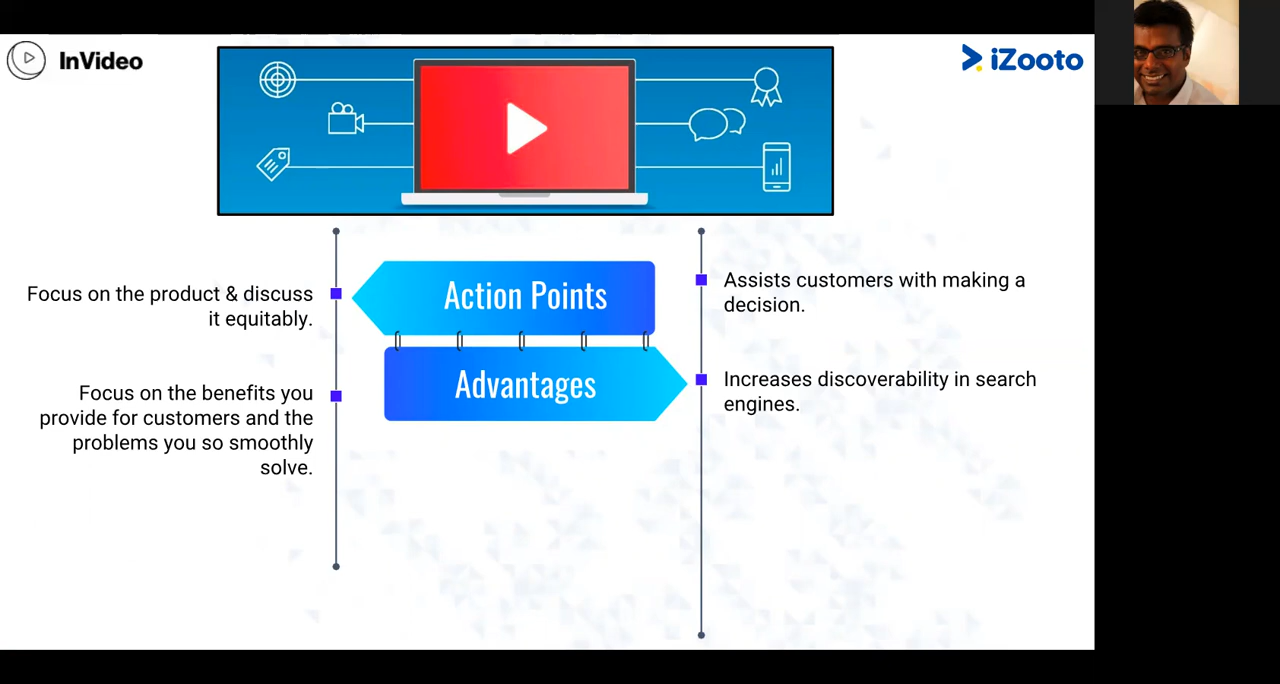 InVideo
iZooto
Action Points
Focus on the product & discuss
it equitably.
Focus on the benefits you
provide for customers and the
problems you so smoothly
solve.
Advantages
Assists customers with making a
decision.
Increases discoverability in search
engines.